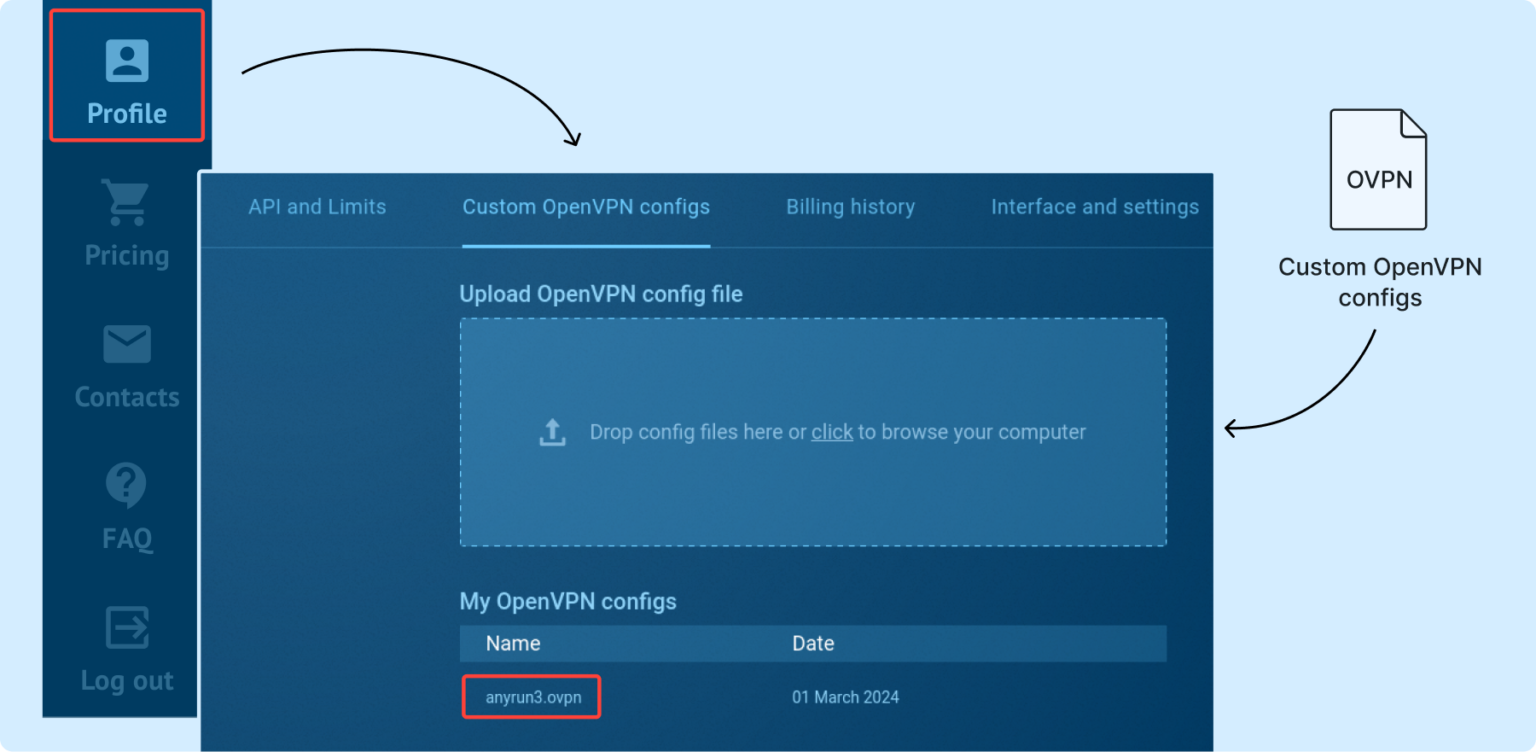 Profile
Pricing
Contacts
FAQ
Log out
API and Limits
Custom OpenVPN configs
Billing history
Interface and settings
Upload OpenVPN config file
Drop config files here or click to browse your computer
My OpenVPN configs
Name
Date
anyrun3.ovpn
01 March 2024
OVPN
Custom OpenVPN
configs